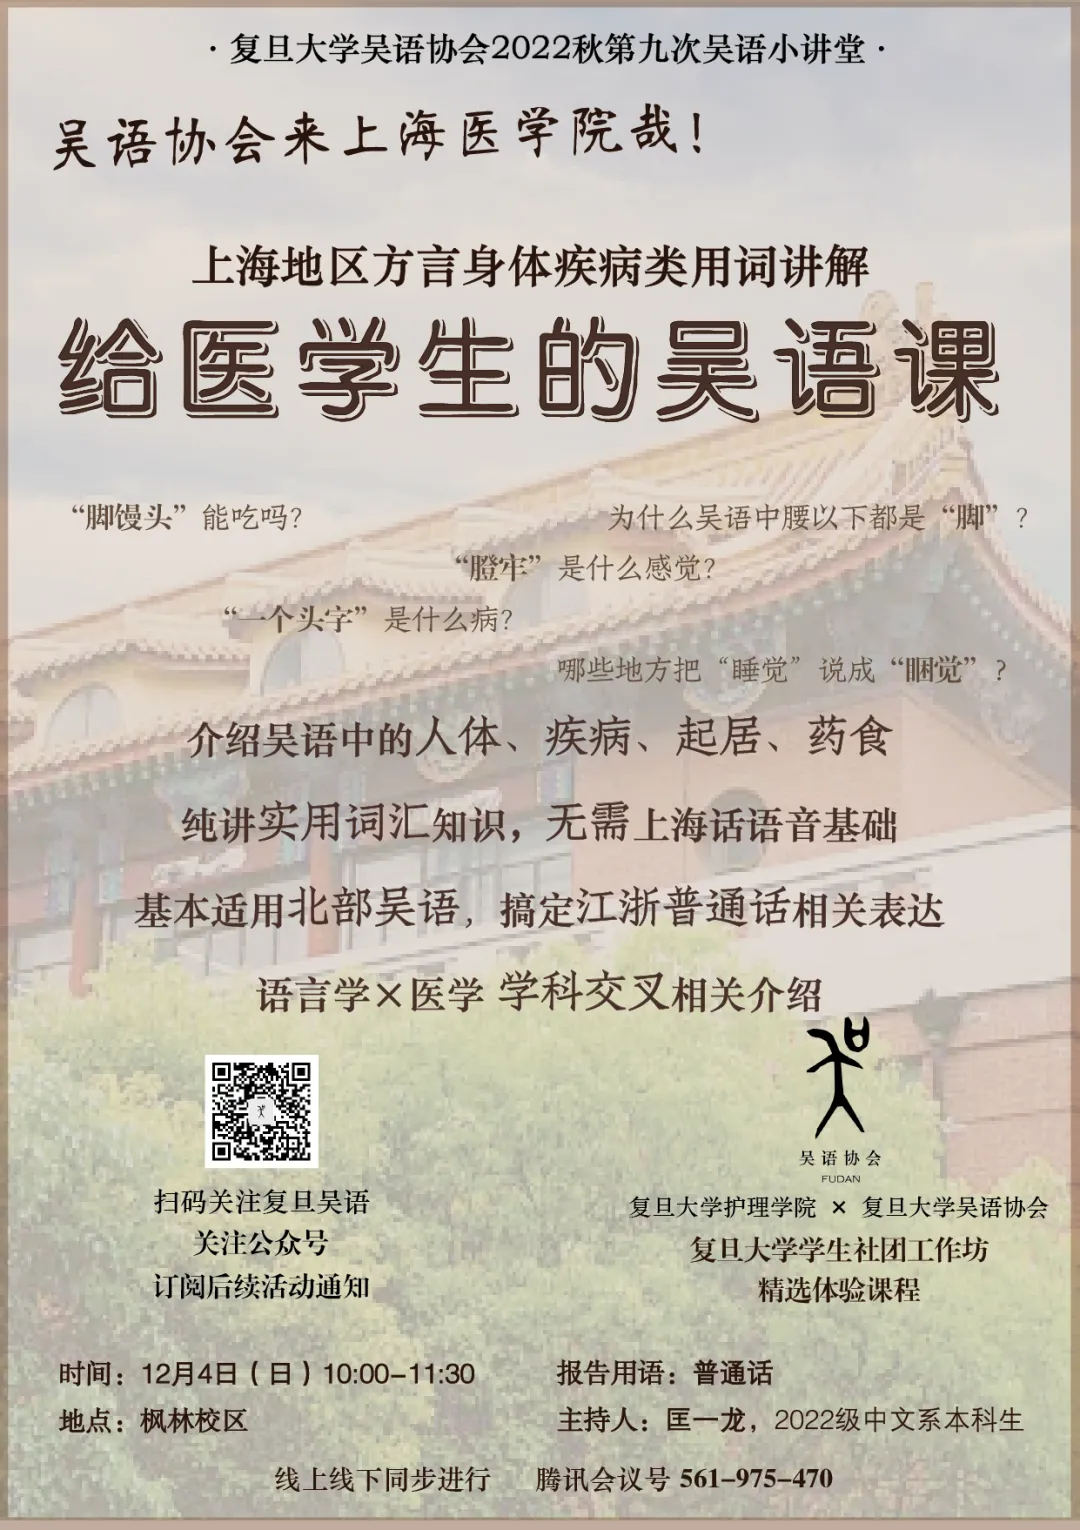 ·复旦大学吴语协会2022秋第九次吴语小讲堂·
吴语协会来上海医学院哉！
上海地区方言身体疾病类用词讲解
给医学生的吴语课
“脚馒头”能吃吗？
为什么吴语中腰以下都是“脚”？
“膯牢”是什么感觉？
“一个头字”是什么病？
哪些地方把“睡觉”说成“睏觉”？
介绍吴语中的人体、疾病、起居、药食
纯讲实用词汇知识，无需上海话语音基础
基本适用北部吴语，搞定江浙普通话相关表达
语言学×医学 学科交叉相关介绍
吴语协会
FUDAN
扫码关注复旦吴语
关注公众号
订阅后续活动通知
复旦大学护理学院 × 复旦大学吴语协会
复旦大学学生社团工作坊
精选体验课程
时间：12月4日（日）10:00-11:30
地点：枫林校区
报告用语：普通话
主持人：匡一龙，2022级中文系本科生
线上线下同步进行 腾讯会议号 561-975-470